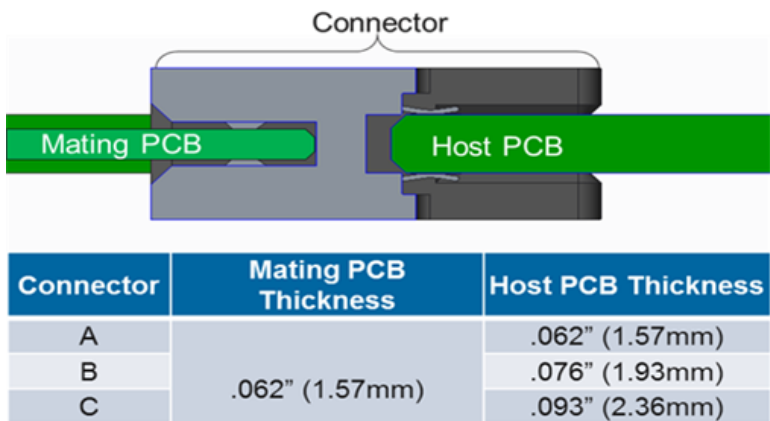 Connector
Mating PCB
Host PCB
Connector
Mating PCB
Thickness
Host PCB Thickness
A
.062” (1.57mm)
.062” (1.57mm)
B
.076” (1.93mm)
C
.093” (2.36mm)